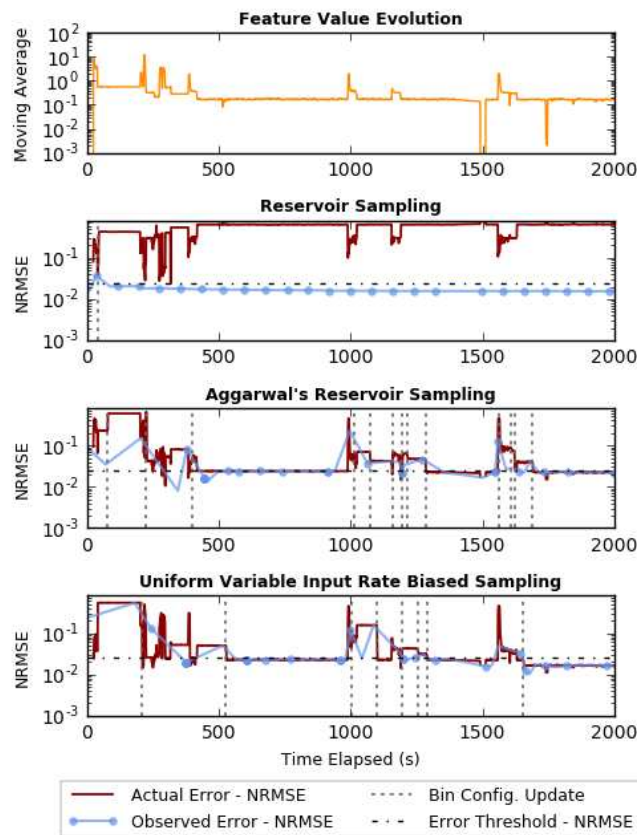 Feature Value Evolution
Moving Average
10^2
10^1
10^0
10^-1
10^-2
10^-3
0 500 1000 1500 2000
Reservoir Sampling
NRMSE
10^-1
10^-2
10^-3
0 500 1000 1500 2000
Aggarwal's Reservoir Sampling
NRMSE
10^-1
10^-2
10^-3
0 500 1000 1500 2000
Uniform Variable Input Rate Biased Sampling
NRMSE
10^-1
10^-2
10^-3
0 500 1000 1500 2000
Time Elapsed (s)
Actual Error - NRMSE Bin Config. Update
Observed Error - NRMSE Error Threshold - NRMSE